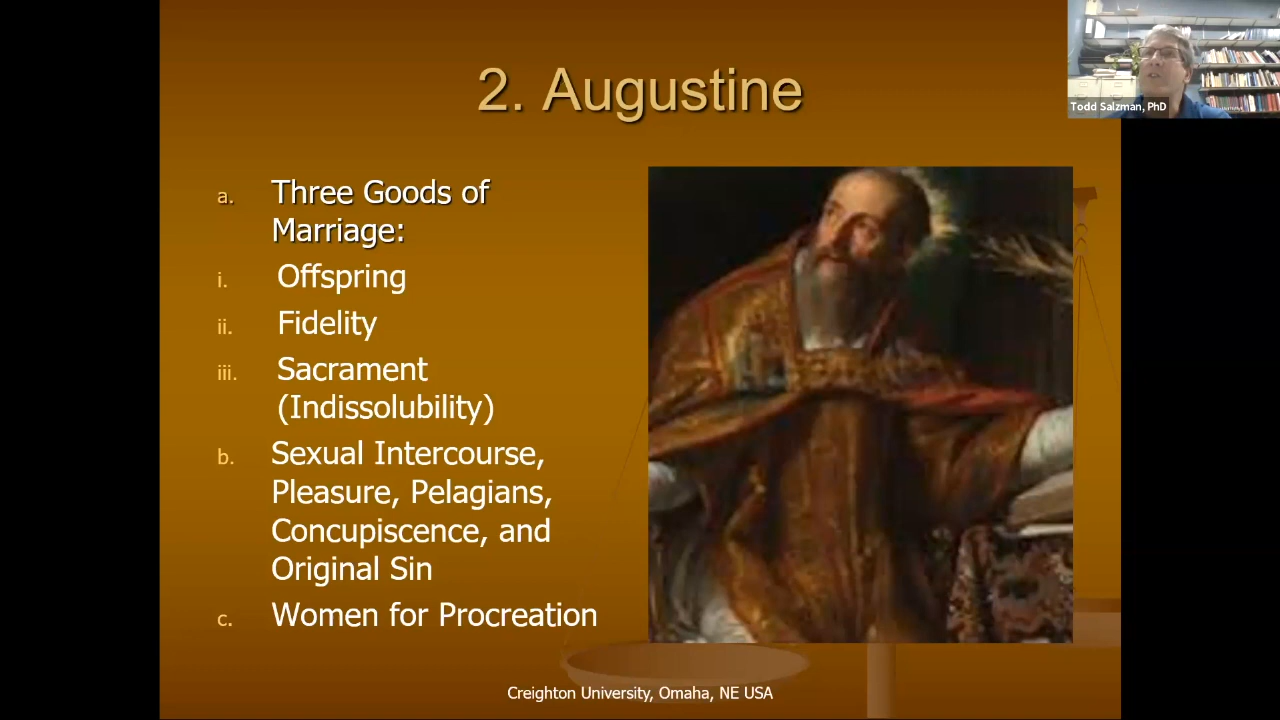 2. Augustine
Todd Salzman, PhD
a. Three Goods of
Marriage:
i. Offspring
ii. Fidelity
iii. Sacrament
(Indissolubility)
b. Sexual Intercourse,
Pleasure, Pelagians,
Concupiscence, and
Original Sin
c. Women for Procreation
Creighton University, Omaha, NE USA